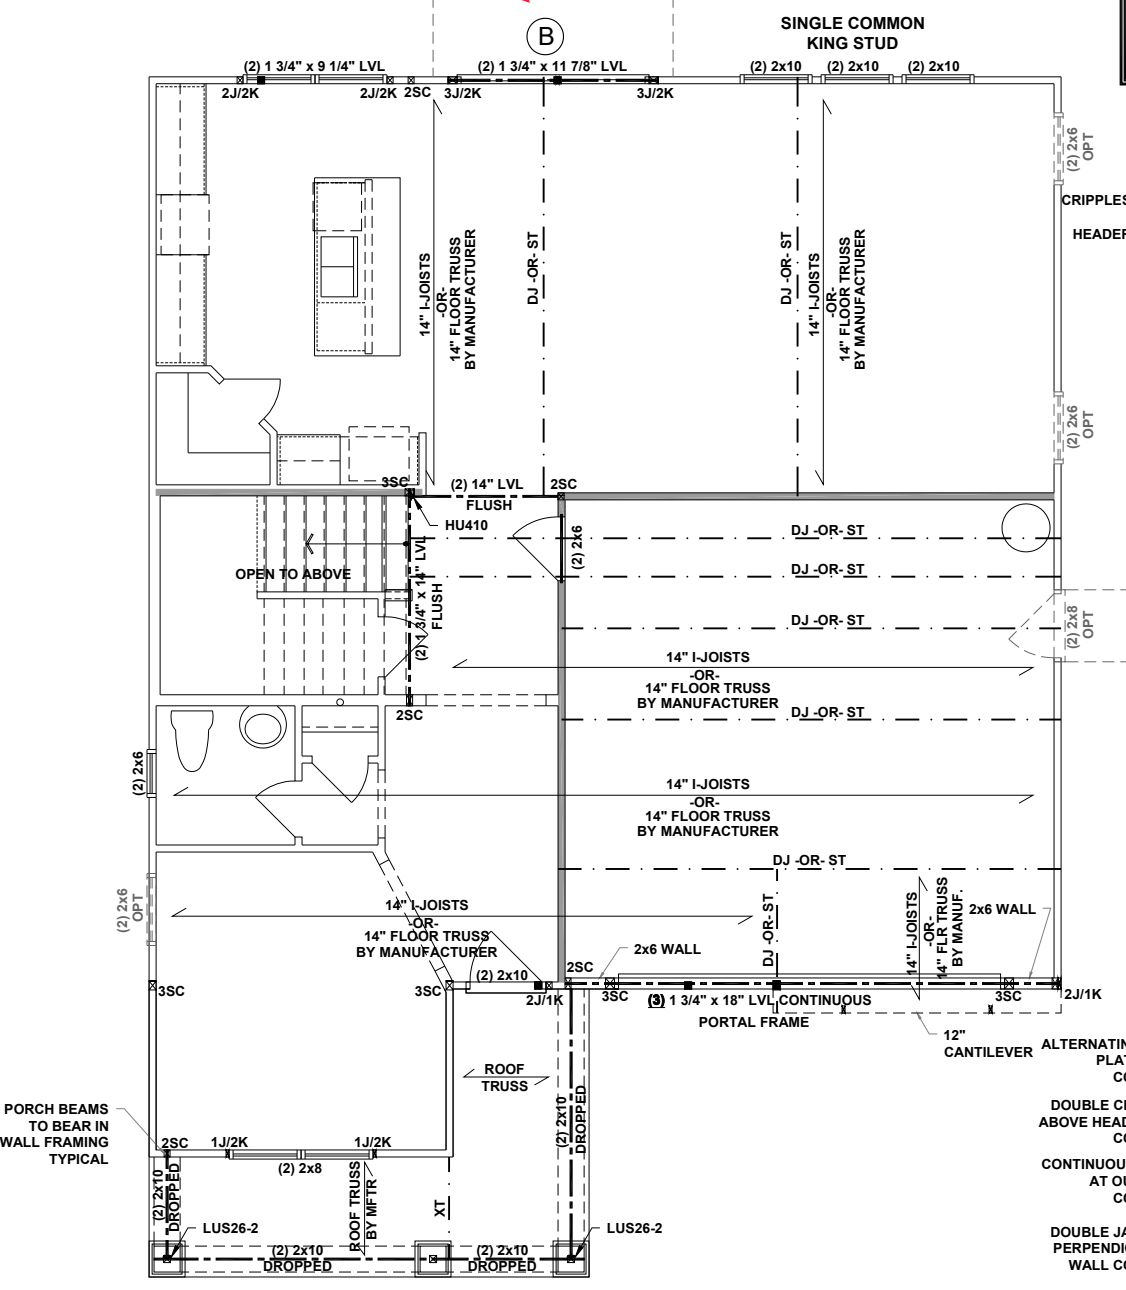 B
SINGLE COMMON
KING STUD
(2) 1 3/4" x 9 1/4" LVL
(2) 1 3/4" x 11 7/8" LVL
(2) 2x10
(2) 2x10
(2) 2x10
2J/2K
2J/2K
2SC
3J/2K
3J/2K
(2) 2x6
OPT
CRIPPLES
HEADER
14" I-JOISTS
-OR-
14" FLOOR TRUSS
BY MANUFACTURER
DJ -OR- ST
DJ -OR- ST
14" I-JOISTS
-OR-
14" FLOOR TRUSS
BY MANUFACTURER
(2) 2x6
OPT
3SC
(2) 14" LVL
FLUSH
2SC
HU410
(2) 2x6
DJ -OR- ST
OPEN TO ABOVE
DJ -OR- ST
(2) 1 3/4" x 14" LVL
FLUSH
DJ -OR- ST
(2) 2x8
OPT
14" I-JOISTS
-OR-
14" FLOOR TRUSS
BY MANUFACTURER
2SC
DJ -OR- ST
(2) 2x6
14" I-JOISTS
-OR-
14" FLOOR TRUSS
BY MANUFACTURER
DJ -OR- ST
(2) 2x6
OPT
14" I-JOISTS
-OR-
14" FLOOR TRUSS
BY MANUFACTURER
DJ -OR- ST
14" I-JOISTS
-OR-
14" FLR TRUSS
BY MANUF.
2x6 WALL
2x6 WALL
2SC
(2) 2x10
3SC
3SC
2J/1K
3SC
(3) 1 3/4" x 18" LVL CONTINUOUS
3SC
2J/1K
PORTAL FRAME
12"
CANTILEVER
ALTERNATIN
PLAT
CO
ROOF
TRUSS
(2) 2x10
DROPPED
PORCH BEAMS
TO BEAR IN
WALL FRAMING
TYPICAL
DOUBLE CR
ABOVE HEAD
CO
2SC
1J/2K
1J/2K
(2) 2x8
CONTINUOU
AT OU
CO
(2) 2x10
DROPPED
ROOF TRUSS
BY MFTR
XT
LUS26-2
LUS26-2
(2) 2x10
DROPPED
(2) 2x10
DROPPED
DOUBLE JA
PERPENDIC
WALL CO